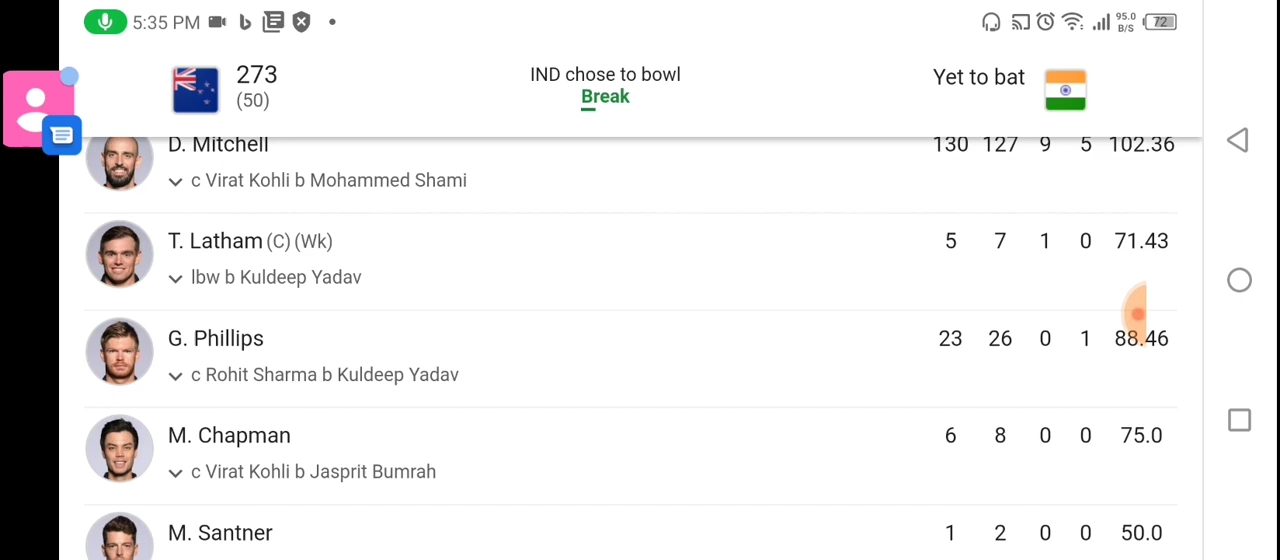 5:35 PM
95.0
B/S
72
273
(50)
IND chose to bowl
Break
Yet to bat
D. Mitchell 130 127 9 5 102.36
c Virat Kohli b Mohammed Shami
T. Latham (C) (Wk) 5 7 1 0 71.43
lbw b Kuldeep Yadav
G. Phillips 23 26 0 1 88.46
c Rohit Sharma b Kuldeep Yadav
M. Chapman 6 8 0 0 75.0
c Virat Kohli b Jasprit Bumrah
M. Santner 1 2 0 0 50.0